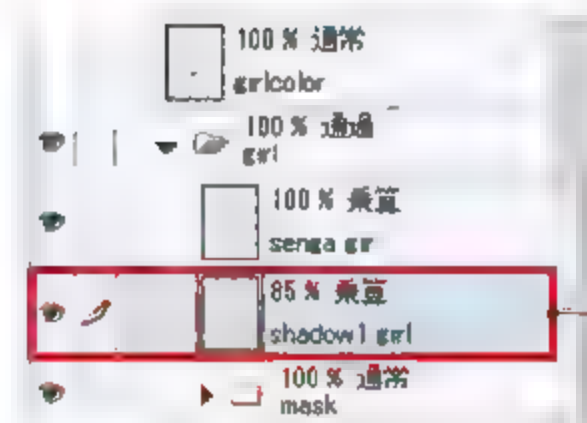 100 % 通常
girlcolor
100 % 通過
girl
100 % 乗算
senga gir
85 % 乗算
shadow1 girl
100 % 通常
mask